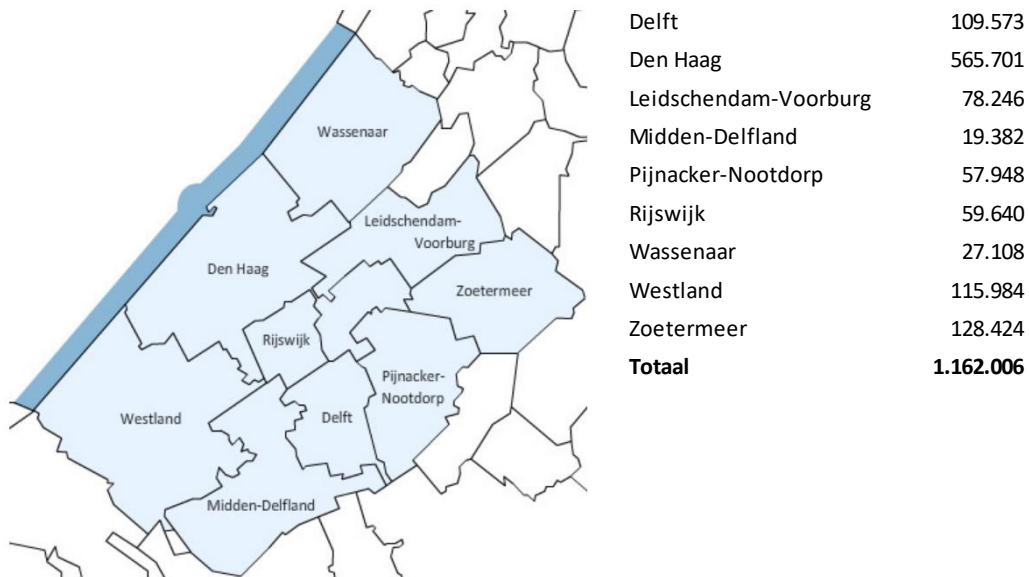 Wassenaar
Leidschendam-
Voorburg
Den Haag
Zoetermeer
Rijswijk
Pijnacker-
Nootdorp
Westland
Delft
Midden-Delfland
Delft 109.573
Den Haag 565.701
Leidschendam-Voorburg 78.246
Midden-Delfland 19.382
Pijnacker-Nootdorp 57.948
Rijswijk 59.640
Wassenaar 27.108
Westland 115.984
Zoetermeer 128.424
Totaal 1.162.006